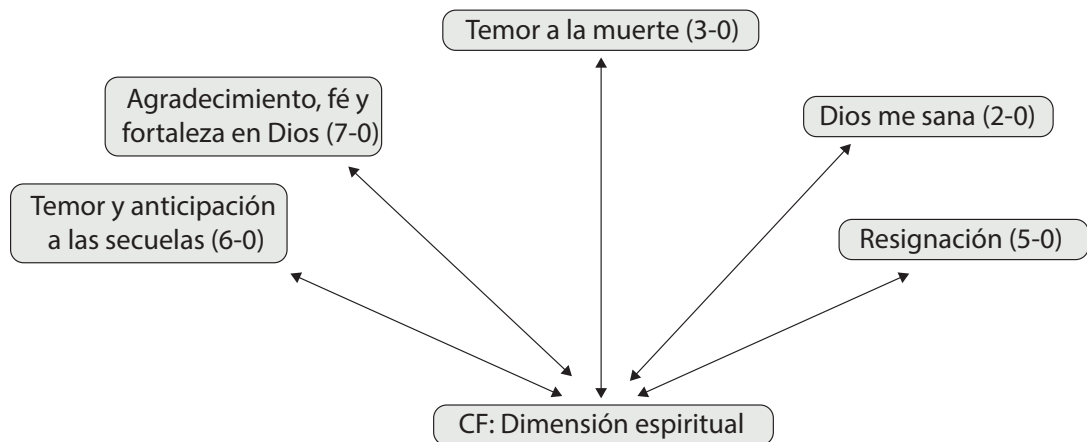 Temor a la muerte (3-0)
Agradecimiento, fé y
fortaleza en Dios (7-0)
Dios me sana (2-0)
Temor y anticipación
a las secuelas (6-0)
Resignación (5-0)
CF: Dimensión espiritual